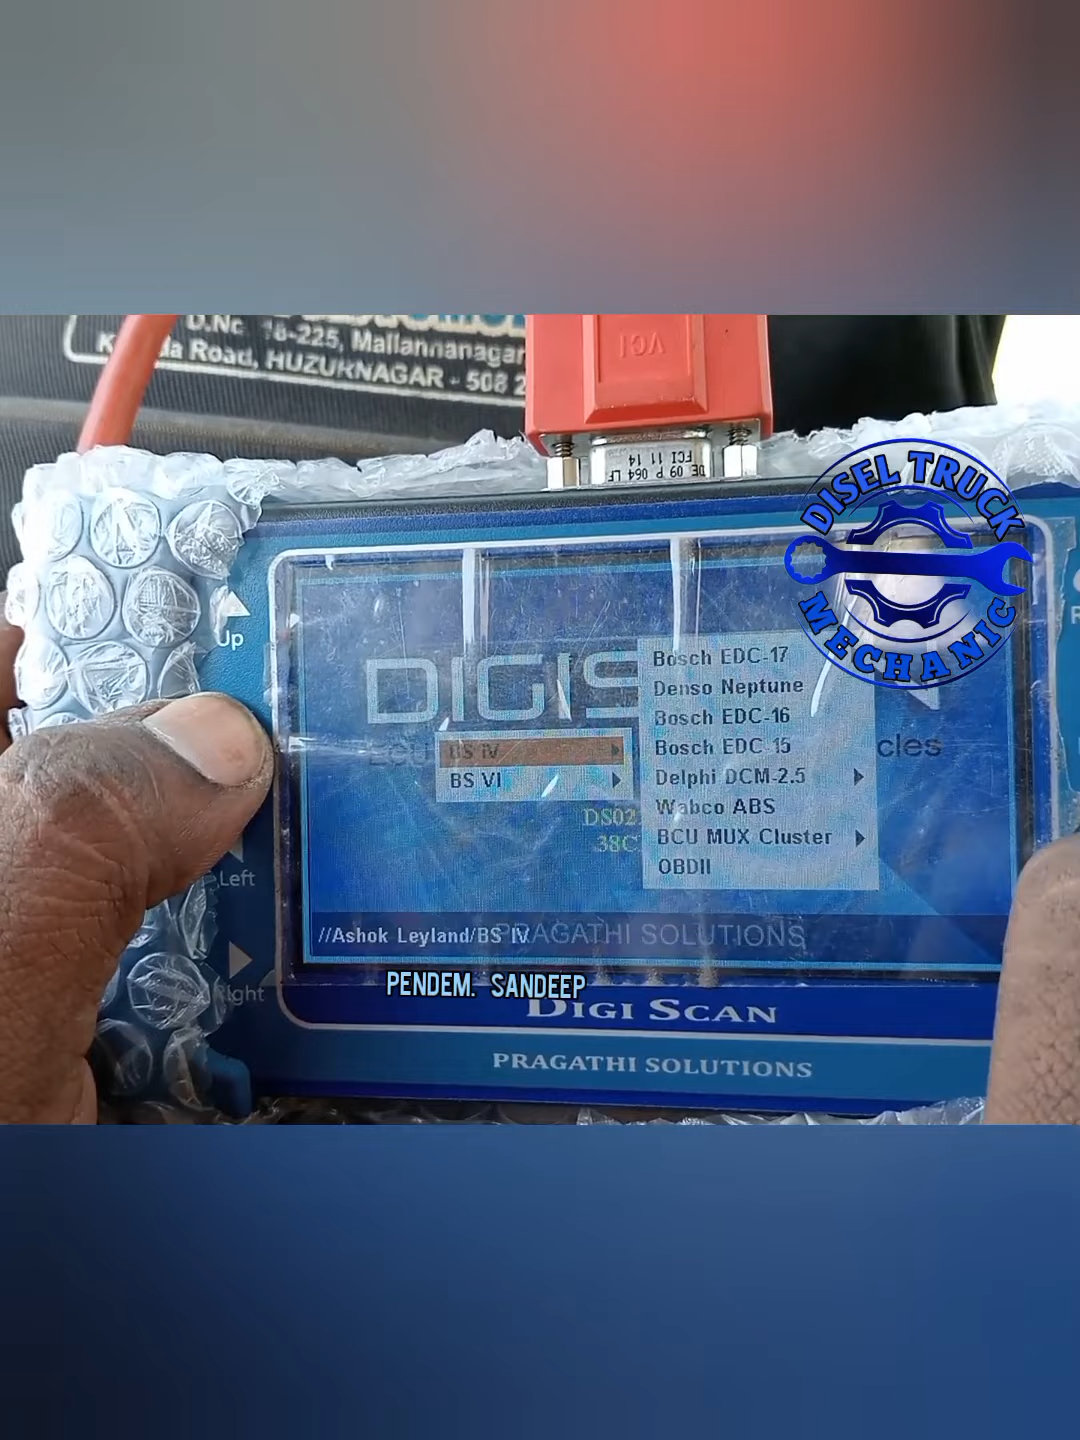 D.No 18-225, Mallannanagar
Road, HUZURNAGAR - 508 2
VCI
DE 09 P 064 LF
FCI 11 14
DISEL TRUCK
MECHANIC
Up
Left
Right
DIGIS
cles
BS IV
BS VI
Bosch EDC-17
Denso Neptune
Bosch EDC-16
Bosch EDC-15
Delphi DCM-2.5
Wabco ABS
BCU MUX Cluster
OBDII
DS02
38C
//Ashok Leyland/BS IV
PRAGATHI SOLUTIONS
PENDEM. SANDEEP
DIGI SCAN
PRAGATHI SOLUTIONS